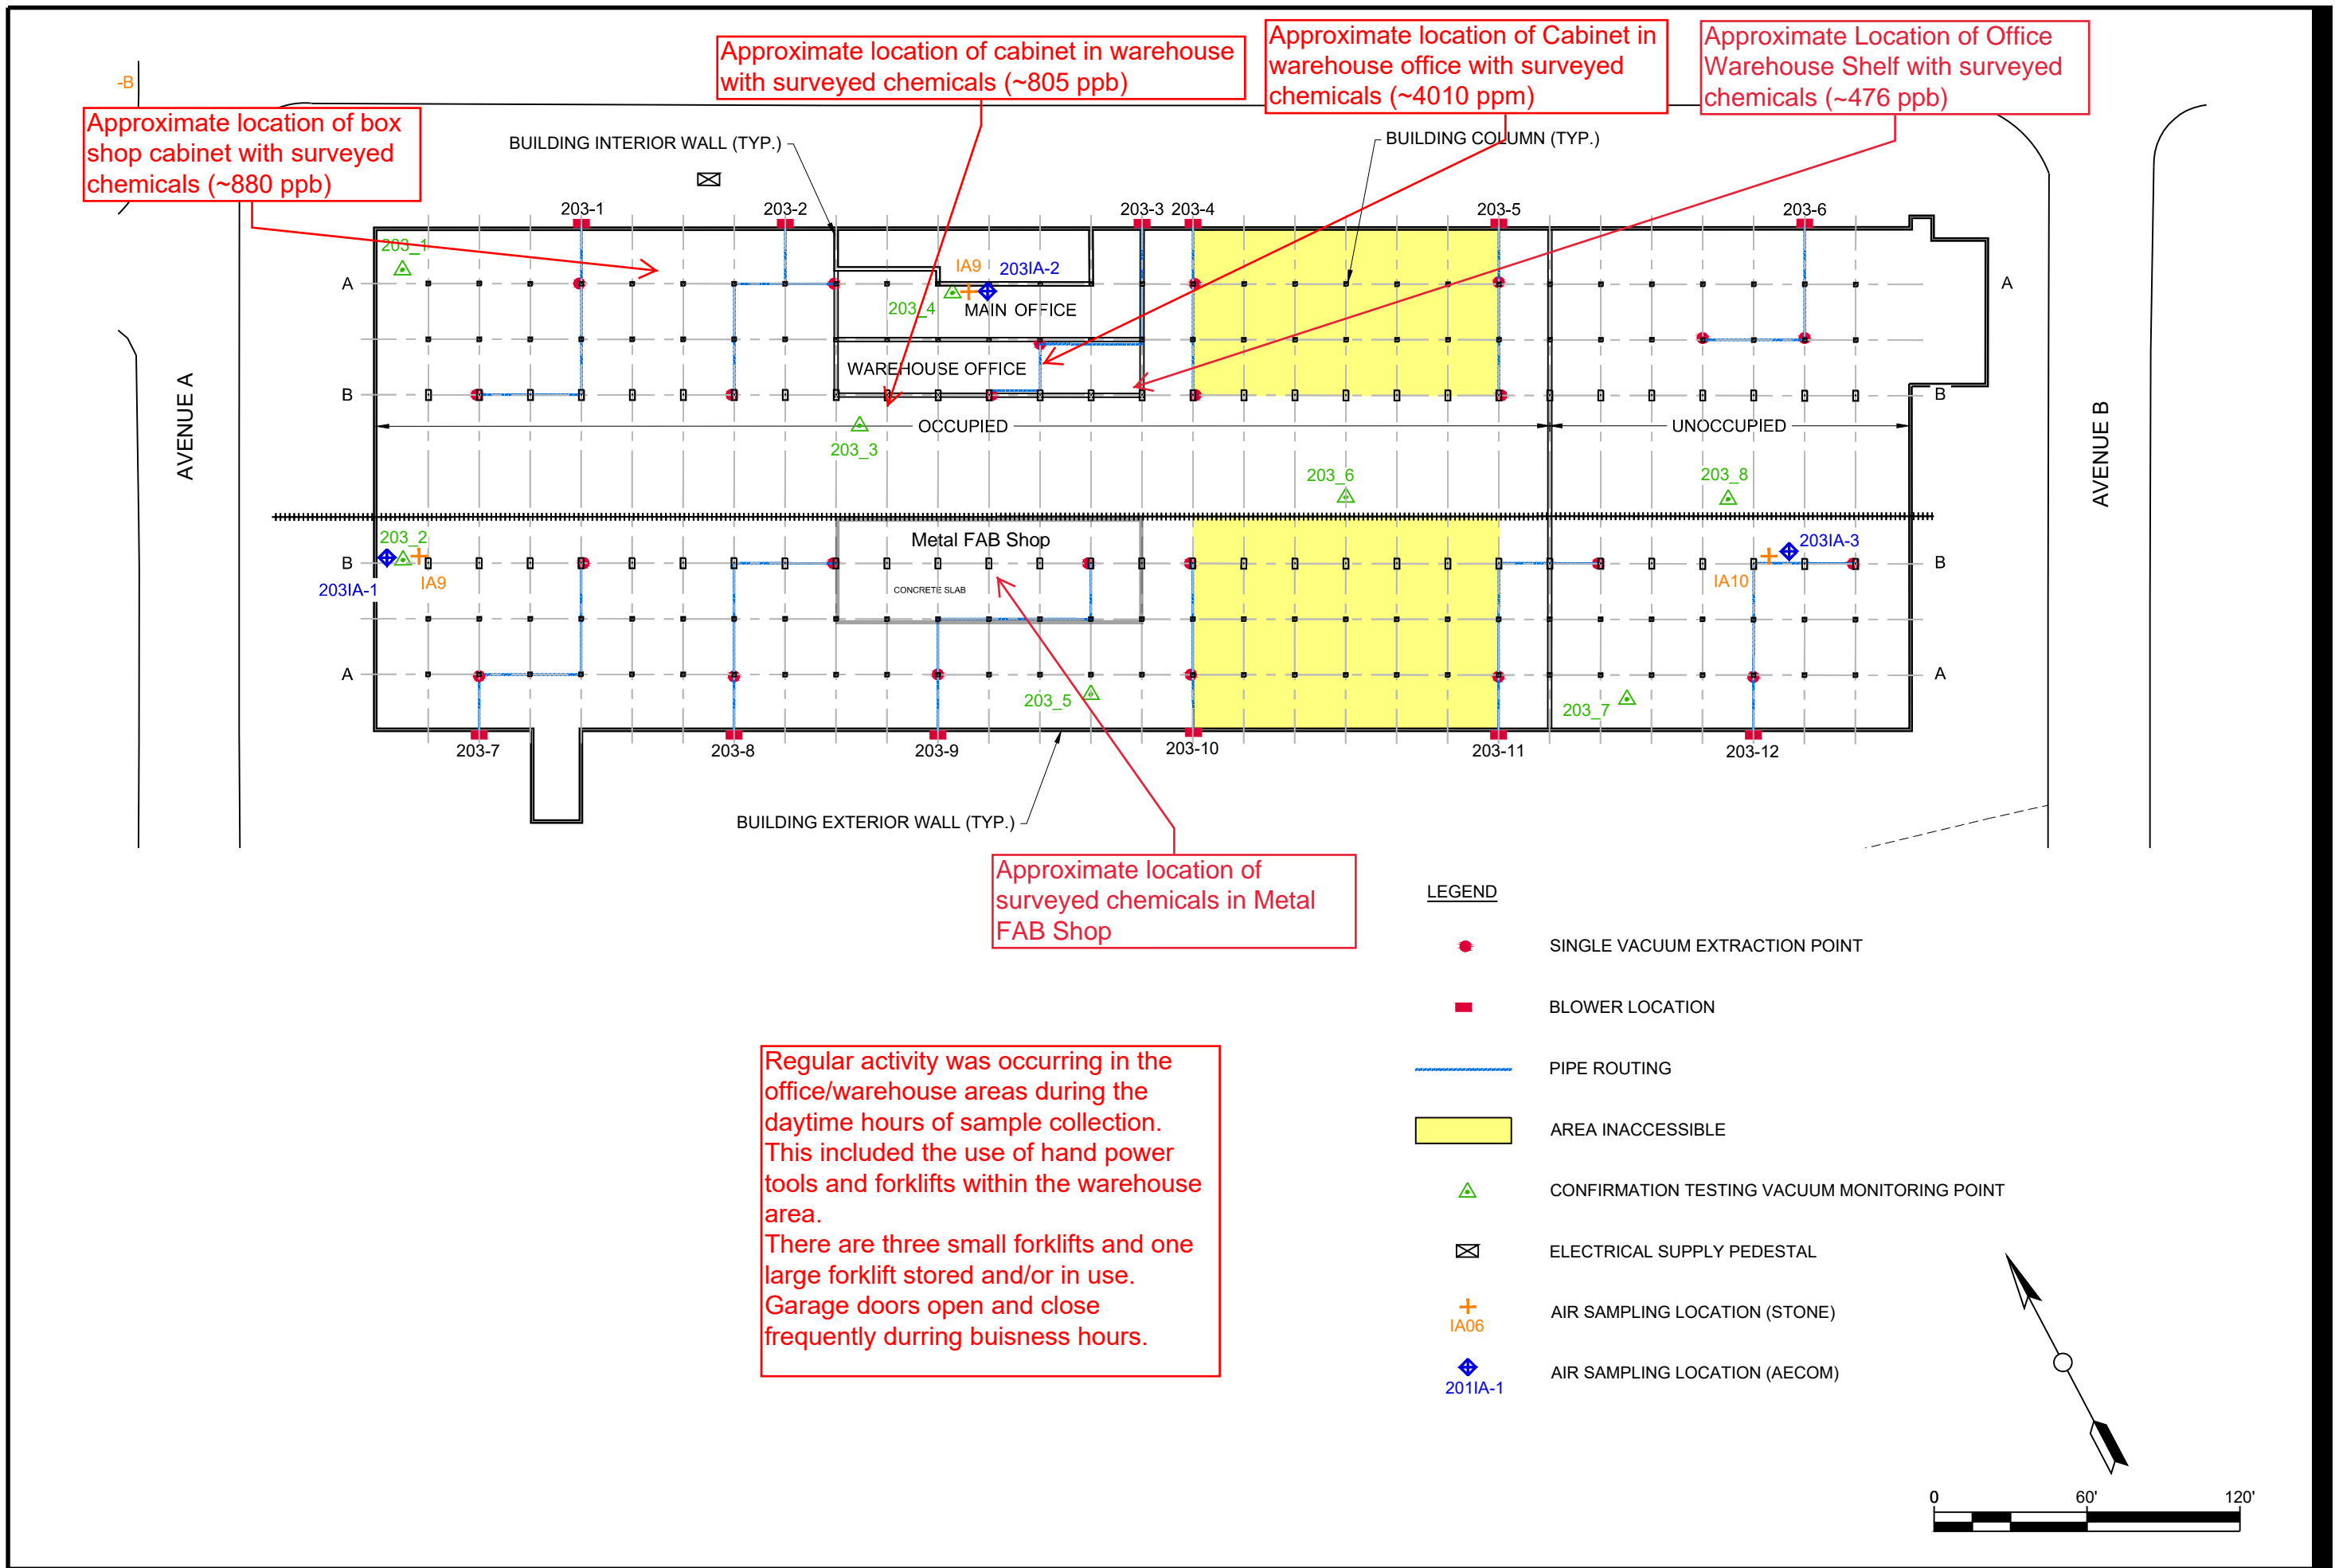 Approximate location of cabinet in warehouse
with surveyed chemicals (~805 ppb)
Approximate location of Cabinet in
warehouse office with surveyed
chemicals (~4010 ppm)
Approximate Location of Office
Warehouse Shelf with surveyed
chemicals (~476 ppb)
-B
Approximate location of box
shop cabinet with surveyed
chemicals (~880 ppb)
BUILDING INTERIOR WALL (TYP.)
BUILDING COLUMN (TYP.)
203-1
203-2
203-3
203-4
203-5
203-6
203_1
IA9
203IA-2
A
A
203_4
MAIN OFFICE
WAREHOUSE OFFICE
B
B
AVENUE A
AVENUE B
OCCUPIED
UNOCCUPIED
203_3
203_6
203_8
203_2
Metal FAB Shop
203IA-3
B
B
IA9
IA10
203IA-1
CONCRETE SLAB
A
A
203_5
203_7
203-7
203-8
203-9
203-10
203-11
203-12
BUILDING EXTERIOR WALL (TYP.)
Approximate location of
surveyed chemicals in Metal
FAB Shop
LEGEND
SINGLE VACUUM EXTRACTION POINT
BLOWER LOCATION
PIPE ROUTING
AREA INACCESSIBLE
CONFIRMATION TESTING VACUUM MONITORING POINT
ELECTRICAL SUPPLY PEDESTAL
IA06
AIR SAMPLING LOCATION (STONE)
201IA-1
AIR SAMPLING LOCATION (AECOM)
Regular activity was occurring in the
office/warehouse areas during the
daytime hours of sample collection.
This included the use of hand power
tools and forklifts within the warehouse
area.
There are three small forklifts and one
large forklift stored and/or in use.
Garage doors open and close
frequently durring buisness hours.
0
60'
120'